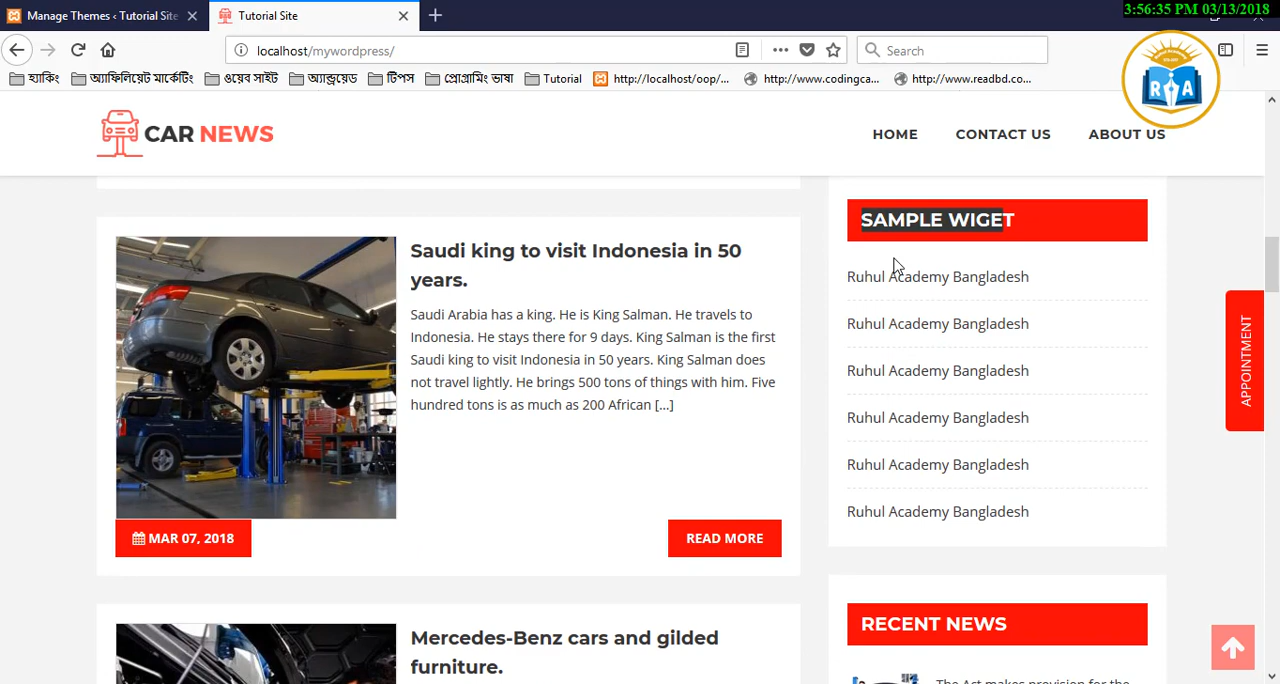 Manage Themes ‹ Tutorial Site
Tutorial Site
3:56:35 PM 03/13/2018
localhost/mywordpress/
Search
হ্যাকিং
অ্যাফিলিয়েট মার্কেটিং
ওয়েব সাইট
অ্যান্ড্রয়েড
টিপস
প্রোগ্রামিং ভাষা
Tutorial
http://localhost/oop/...
http://www.codingca...
http://www.readbd.co...
R A
CAR NEWS
HOME
CONTACT US
ABOUT US
Saudi king to visit Indonesia in 50
years.
Saudi Arabia has a king. He is King Salman. He travels to
Indonesia. He stays there for 9 days. King Salman is the first
Saudi king to visit Indonesia in 50 years. King Salman does
not travel lightly. He brings 500 tons of things with him. Five
hundred tons is as much as 200 African [...]
MAR 07, 2018
READ MORE
Mercedes-Benz cars and gilded
furniture.
SAMPLE WIGET
Ruhul Academy Bangladesh
Ruhul Academy Bangladesh
Ruhul Academy Bangladesh
Ruhul Academy Bangladesh
Ruhul Academy Bangladesh
Ruhul Academy Bangladesh
RECENT NEWS
The Act makes provision for the
APPOINTMENT